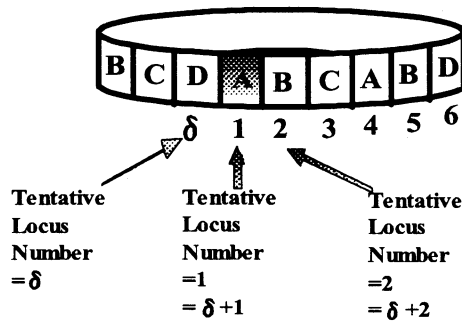 B C D A B C A B D
δ 1 2 3 4 5 6
Tentative
Locus
Number
=δ
Tentative
Locus
Number
=1
=δ+1
Tentative
Locus
Number
=2
=δ+2